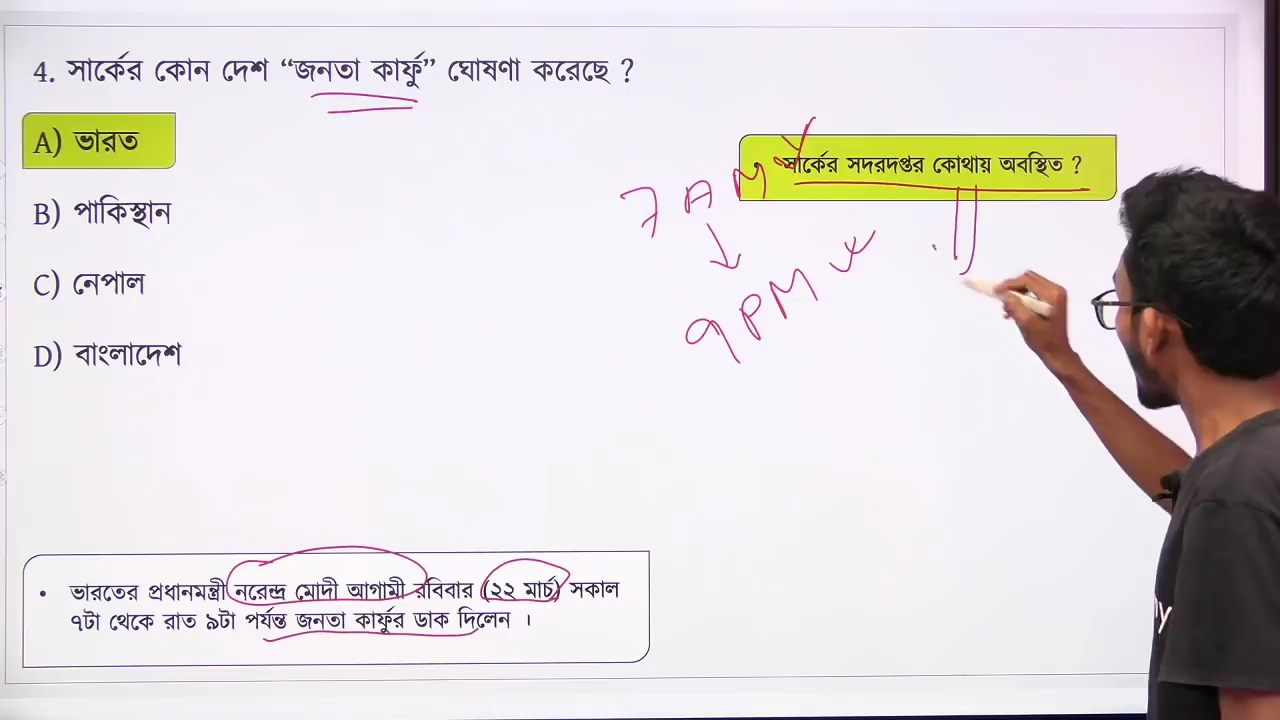 4. সার্কের কোন দেশ “জনতা কার্ফু” ঘোষণা করেছে ?
A) ভারত
B) পাকিস্থান
C) নেপাল
D) বাংলাদেশ
সার্কের সদরদপ্তর কোথায় অবস্থিত ?
7 AM
9 PM
• ভারতের প্রধানমন্ত্রী নরেন্দ্র মোদী আগামী রবিবার (২২ মার্চ) সকাল
৭টা থেকে রাত ৯টা পর্যন্ত জনতা কার্ফুর ডাক দিলেন ।